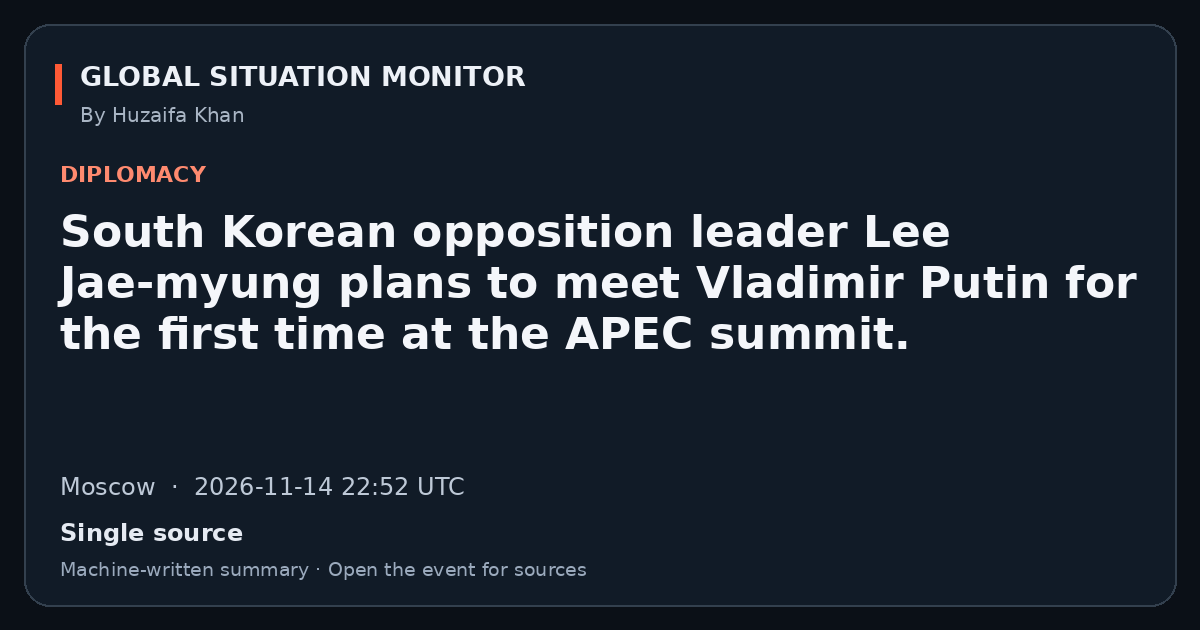 GLOBAL SITUATION MONITOR
By Huzaifa Khan
DIPLOMACY
South Korean opposition leader Lee
Jae-myung plans to meet Vladimir Putin for
the first time at the APEC summit.
Moscow · 2026-11-14 22:52 UTC
Single source
Machine-written summary · Open the event for sources